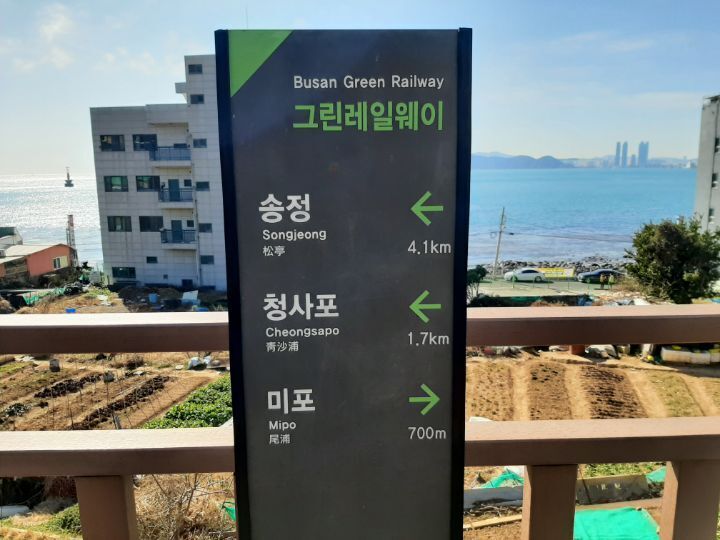 Busan Green Railway
그린레일웨이
송정
Songjeong
松亭
4.1km
청사포
Cheongsapo
靑沙浦
1.7km
미포
Mipo
尾浦
700m